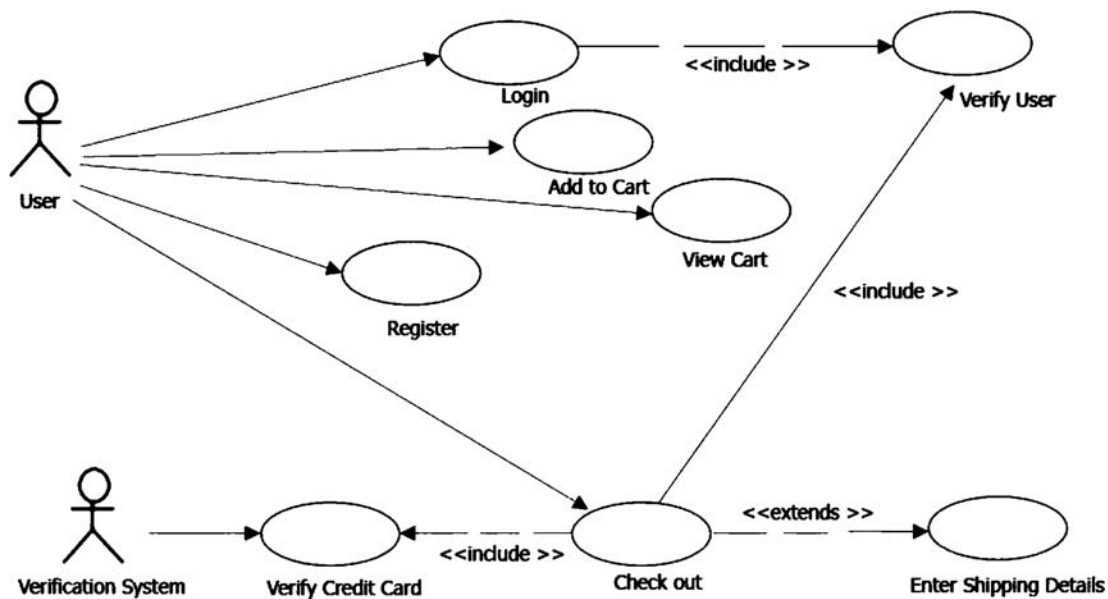 <<include >>
Login
Verify User
Add to Cart
User
View Cart
<<include >>
Register
<<extends >>
<<include >>
Verification System
Verify Credit Card
Check out
Enter Shipping Details